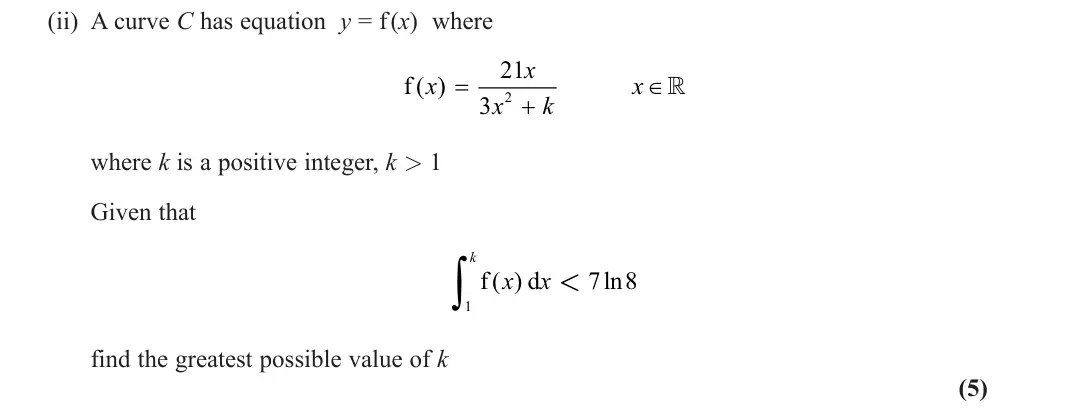 (ii) A curve C has equation y = f(x) where
f(x) = 21x / (3x² + k)    x ∈ ℝ
where k is a positive integer, k > 1
Given that
∫₁ᵏ f(x) dx < 7 ln 8
find the greatest possible value of k
(5)